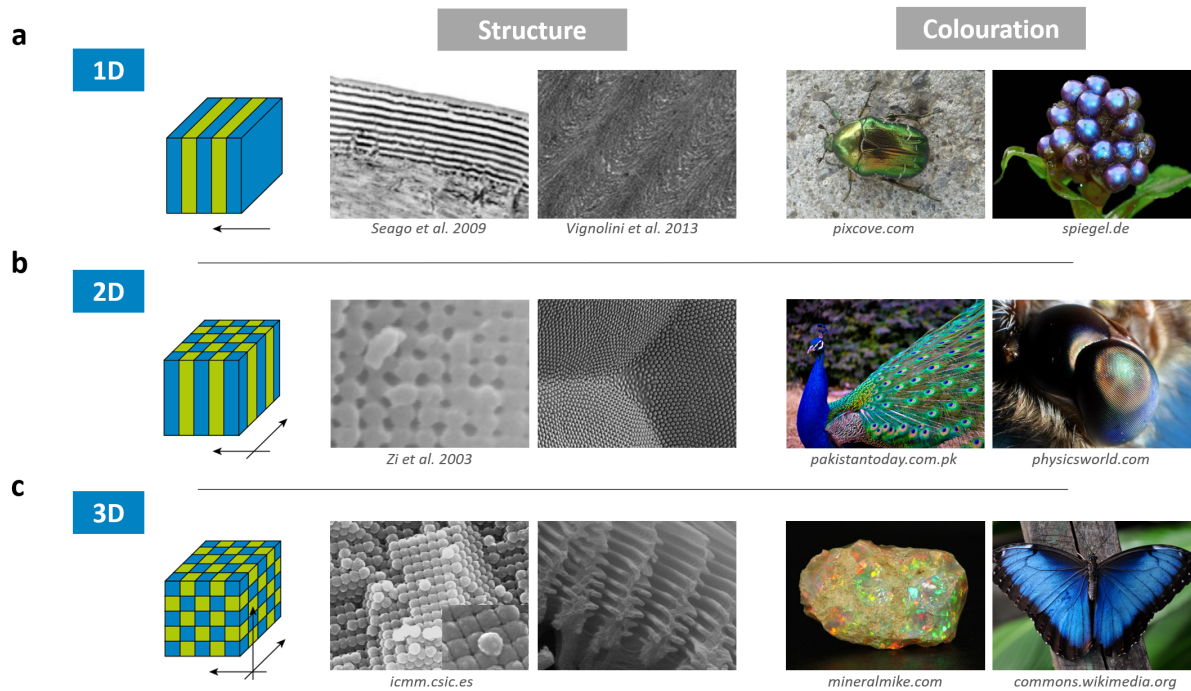 a
Structure
Colouration
1D
Seago et al. 2009
Vignolini et al. 2013
pixcove.com
spiegel.de
b
2D
Zi et al. 2003
pakistantoday.com.pk
physicsworld.com
c
3D
icmm.csic.es
mineralmike.com
commons.wikimedia.org